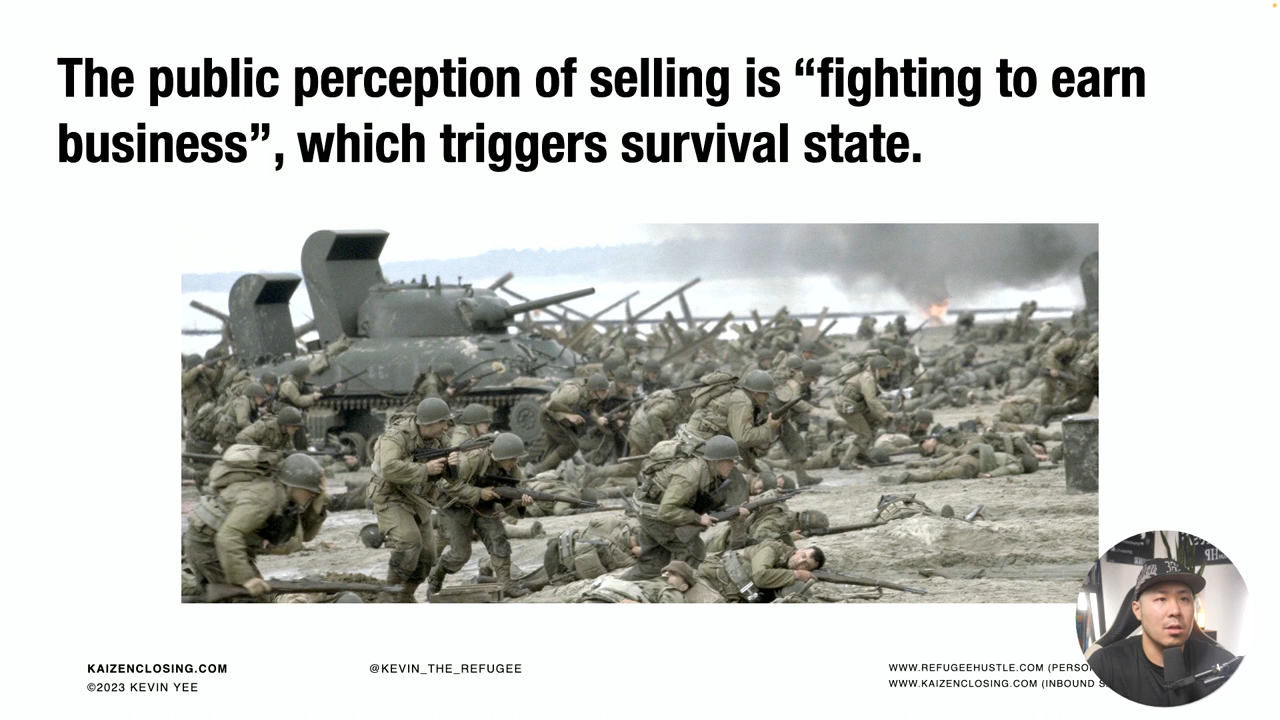 The public perception of selling is “fighting to earn
business”, which triggers survival state.
KAIZENCLOSING.COM
©2023 KEVIN YEE
@KEVIN_THE_REFUGEE
WWW.REFUGEEHUSTLE.COM
WWW.KAIZENCLOSING.COM (INBOUND